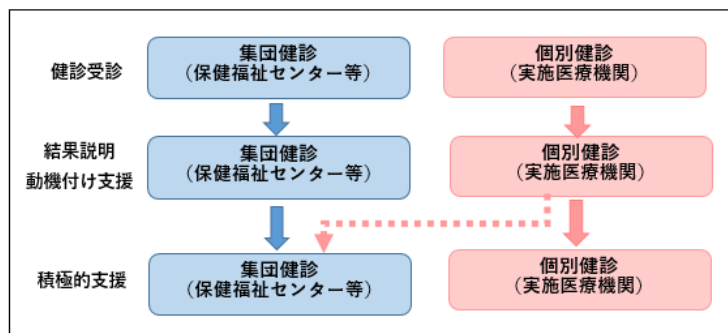 健診受診
集団健診
（保健福祉センター等）
個別健診
（実施医療機関）
結果説明
動機付け支援
集団健診
（保健福祉センター等）
個別健診
（実施医療機関）
積極的支援
集団健診
（保健福祉センター等）
個別健診
（実施医療機関）